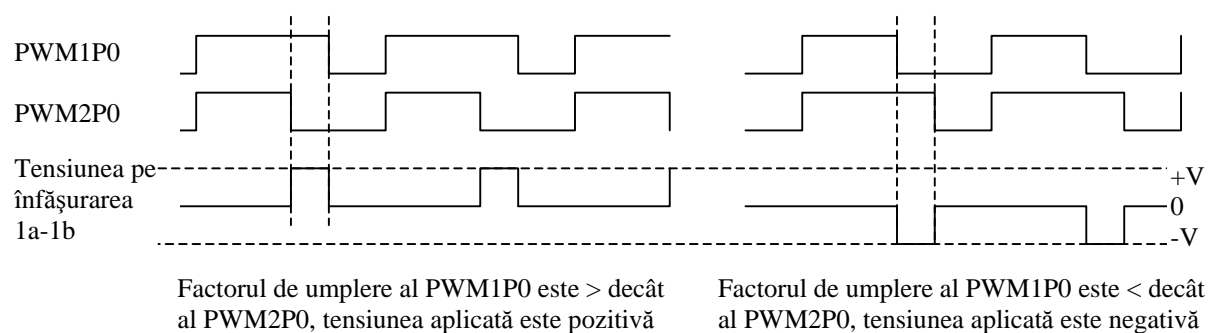 PWM1P0
PWM2P0
Tensiunea pe
înfăşurarea
1a-1b
+V
0
-V
Factorul de umplere al PWM1P0 este > decât
al PWM2P0, tensiunea aplicată este pozitivă
Factorul de umplere al PWM1P0 este < decât
al PWM2P0, tensiunea aplicată este negativă